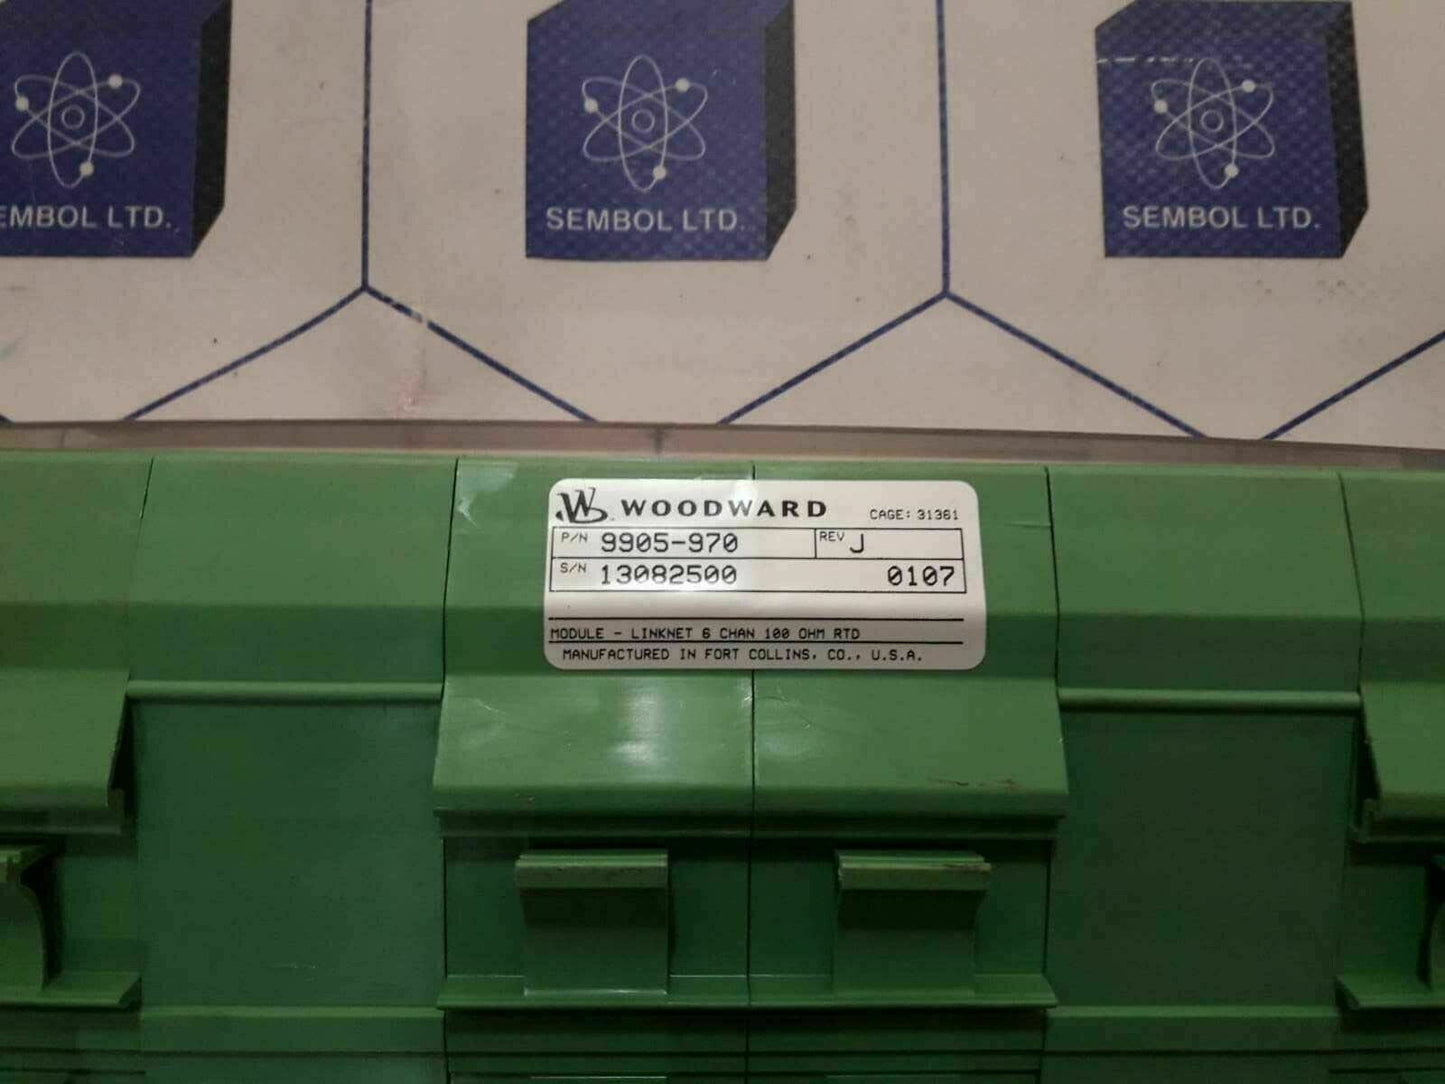 EMBOL LTD.
SEMBOL LTD.
SEMBOL LTD.
WOODWARD CAGE: 31361
P/N 9905-970 REV J
S/N 13082500 0107
MODULE - LINKNET 6 CHAN 100 OHM RTD
MANUFACTURED IN FORT COLLINS, CO., U.S.A.